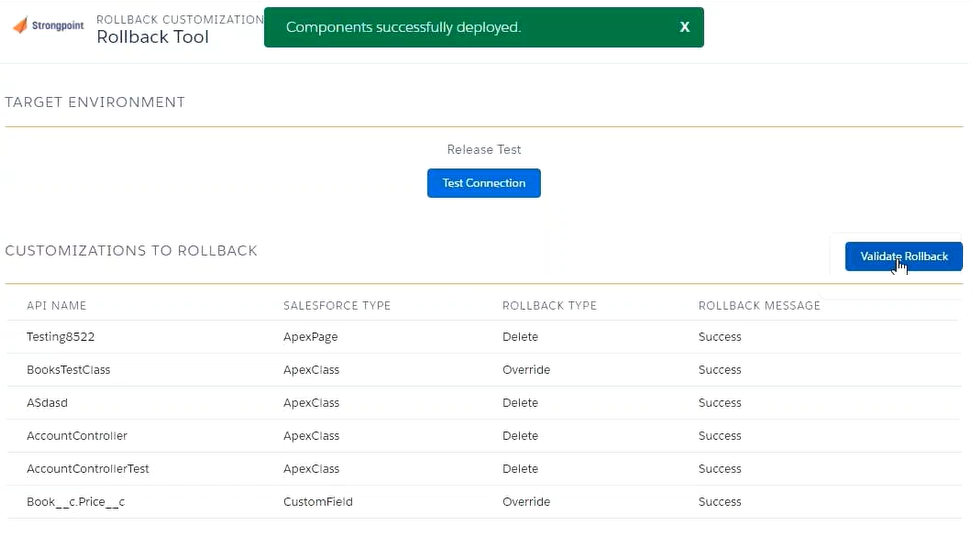 Strongpoint
ROLLBACK CUSTOMIZATION
Rollback Tool
Components successfully deployed. X
TARGET ENVIRONMENT
Release Test
Test Connection
CUSTOMIZATIONS TO ROLLBACK
Validate Rollback
API NAME SALESFORCE TYPE ROLLBACK TYPE ROLLBACK MESSAGE
Testing8522 ApexPage Delete Success
BooksTestClass ApexClass Override Success
ASdasd ApexClass Delete Success
AccountController ApexClass Delete Success
AccountControllerTest ApexClass Delete Success
Book__c.Price__c CustomField Override Success